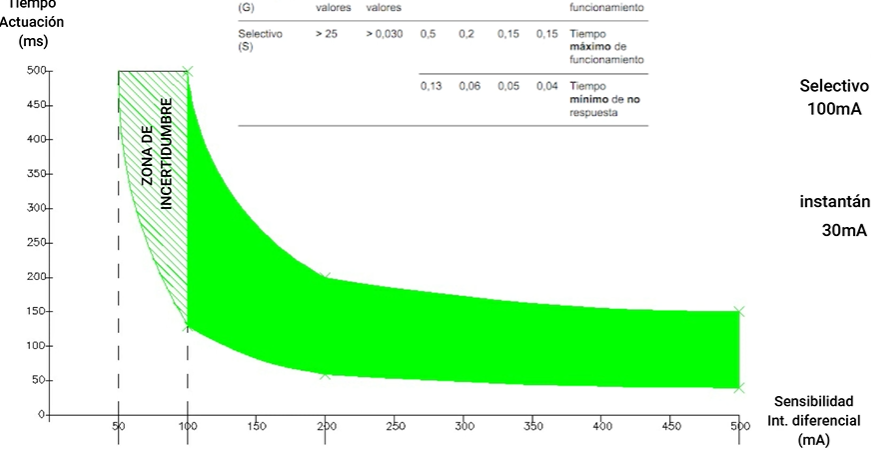 Tiempo
Actuación
(ms)
(G) valores valores funcionamiento
Selectivo > 25 > 0,030 0,5 0,2 0,15 0,15 Tiempo
(S) máximo de
funcionamiento
0,13 0,06 0,05 0,04 Tiempo
mínimo de no
respuesta
Selectivo
100mA
instantán
30mA
500
450
400
350
300
250
200
150
100
50
0
ZONA DE
INCERTIDUMBRE
50 100 150 200 250 300 350 400 450 500
Sensibilidad
Int. diferencial
(mA)